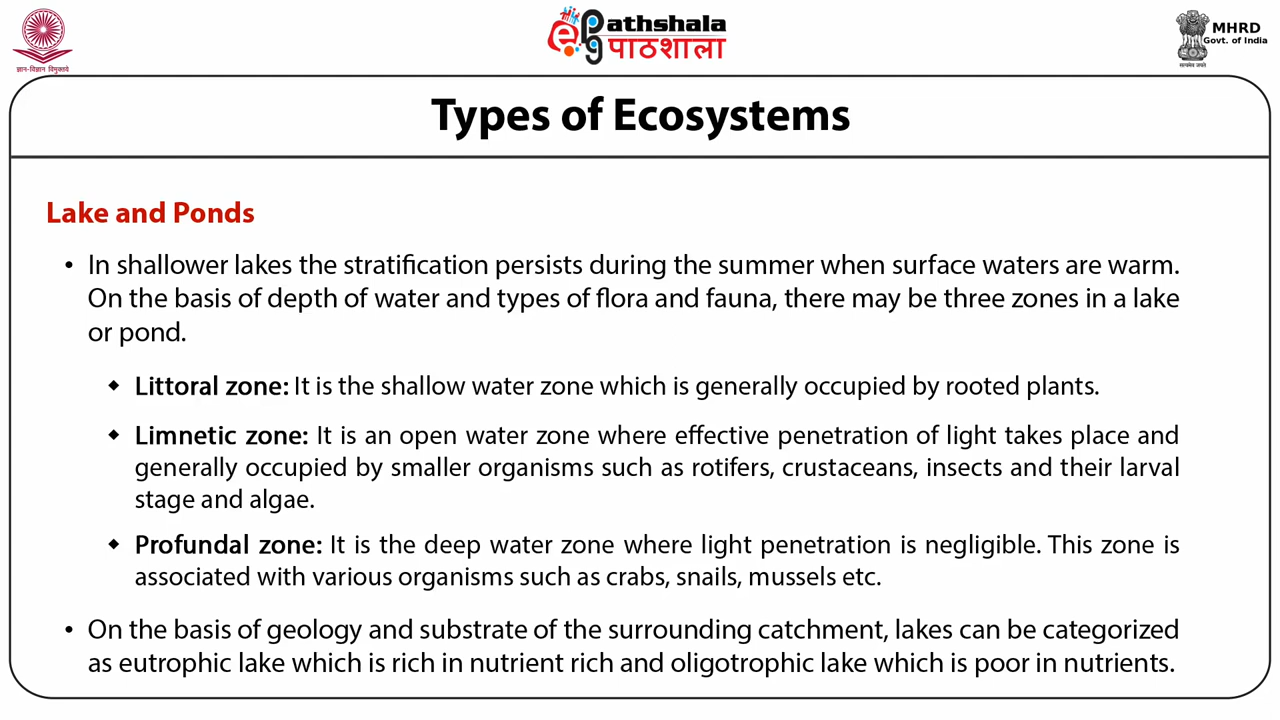 ज्ञान-विज्ञान विमुक्तये
epg Pathshala
पाठशाला
MHRD
Govt. of India
सत्यमेव जयते
Types of Ecosystems
Lake and Ponds
• In shallower lakes the stratification persists during the summer when surface waters are warm.
On the basis of depth of water and types of flora and fauna, there may be three zones in a lake
or pond.
◆ Littoral zone: It is the shallow water zone which is generally occupied by rooted plants.
◆ Limnetic zone: It is an open water zone where effective penetration of light takes place and
generally occupied by smaller organisms such as rotifers, crustaceans, insects and their larval
stage and algae.
◆ Profundal zone: It is the deep water zone where light penetration is negligible. This zone is
associated with various organisms such as crabs, snails, mussels etc.
• On the basis of geology and substrate of the surrounding catchment, lakes can be categorized
as eutrophic lake which is rich in nutrient rich and oligotrophic lake which is poor in nutrients.